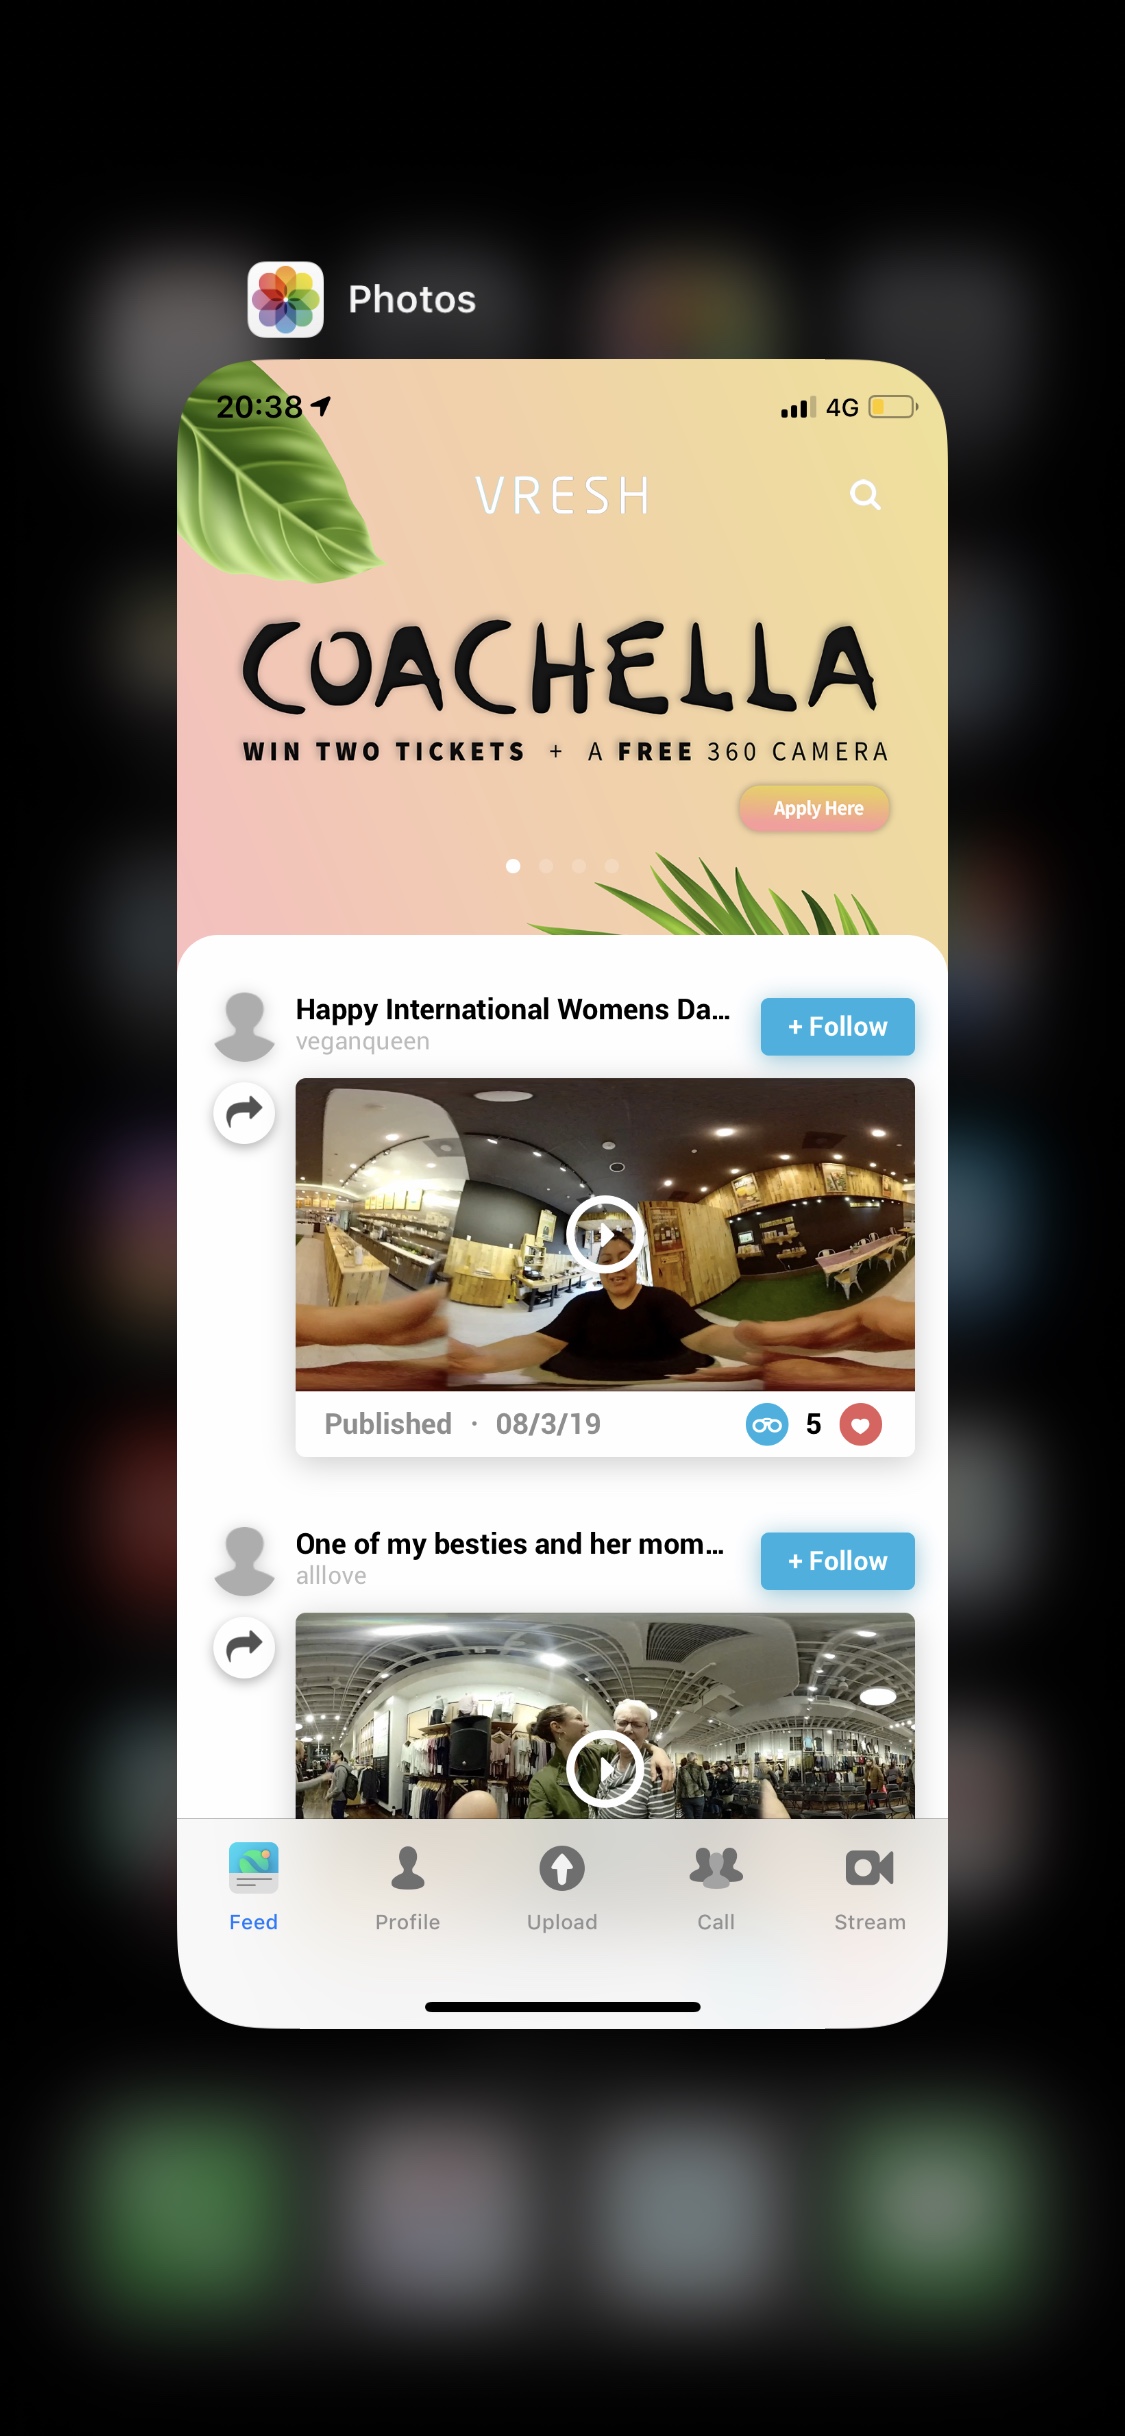 Photos
20:38
4G
VRESH
COACHELLA
WIN TWO TICKETS + A FREE 360 CAMERA
Apply Here
Happy International Womens Da...
veganqueen
+ Follow
Published · 08/3/19
5
One of my besties and her mom...
alllove
+ Follow
Feed
Profile
Upload
Call
Stream